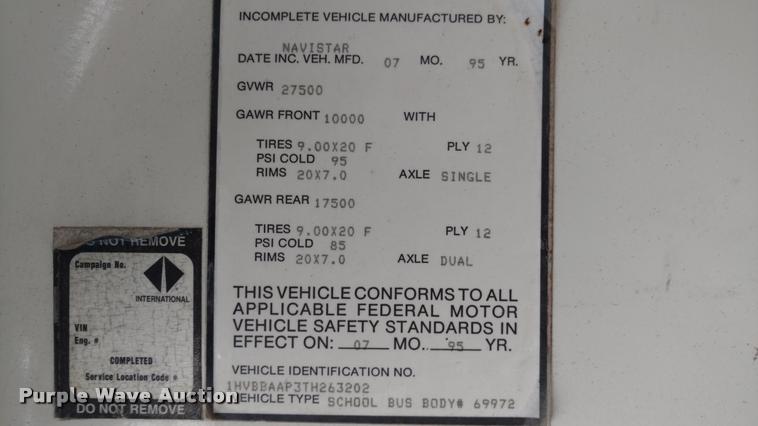 INCOMPLETE VEHICLE MANUFACTURED BY:
NAVISTAR
DATE INC. VEH. MFD. 07 MO. 95 YR.
GVWR 27500
GAWR FRONT 10000 WITH
TIRES 9.00X20 F PLY 12
PSI COLD 95
RIMS 20X7.0 AXLE SINGLE
GAWR REAR 17500
TIRES 9.00X20 F PLY 12
PSI COLD 85
RIMS 20X7.0 AXLE DUAL
THIS VEHICLE CONFORMS TO ALL
APPLICABLE FEDERAL MOTOR
VEHICLE SAFETY STANDARDS IN
EFFECT ON: 07 MO. 95 YR.
VEHICLE IDENTIFICATION NO.
1HVBBAAP3TH263202
VEHICLE TYPE SCHOOL BUS BODY# 69972
DO NOT REMOVE
Campaign No.
INTERNATIONAL
VIN
Eng. #
COMPLETED
Service Location Code #
DO NOT REMOVE
Purple Wave Auction